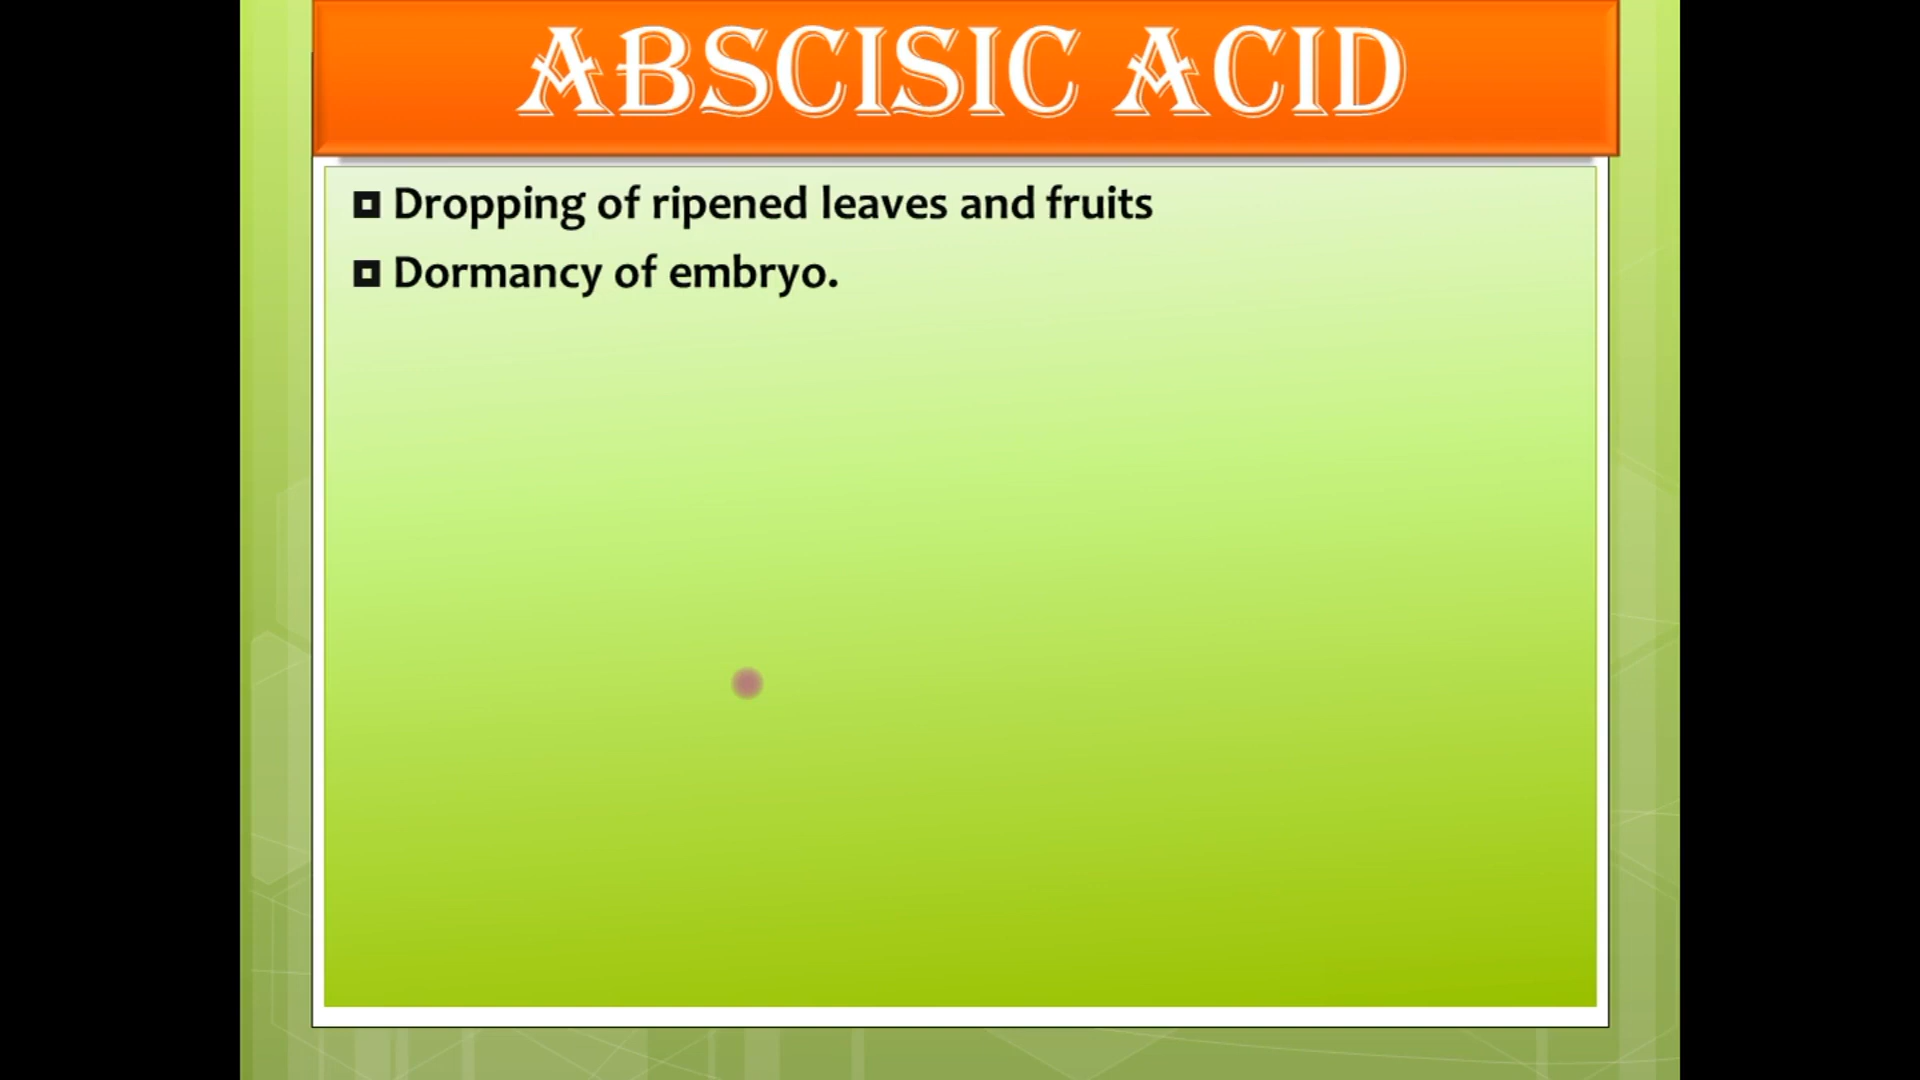 ABSCISIC ACID
Dropping of ripened leaves and fruits
Dormancy of embryo.